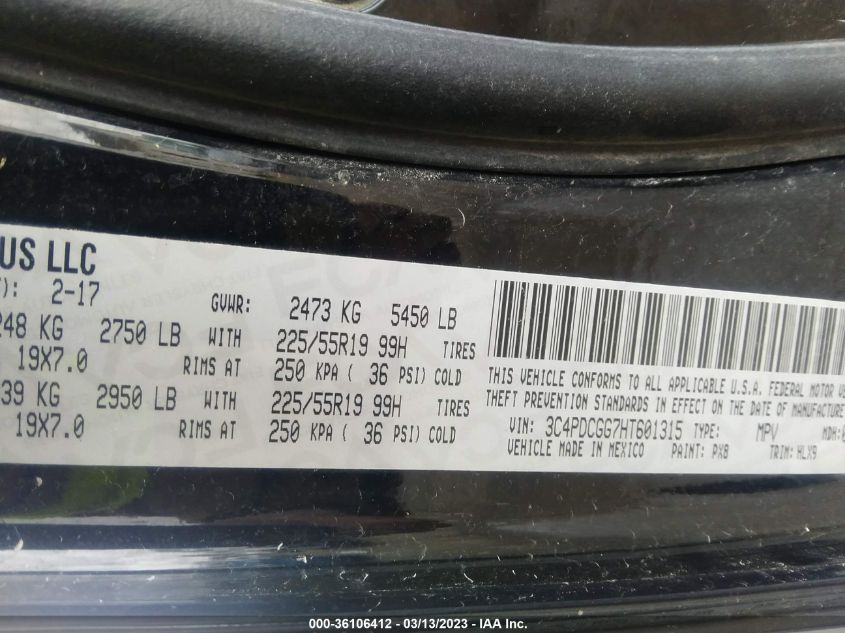 US LLC
): 2-17 GVWR: 2473 KG 5450 LB
248 KG 2750 LB WITH 225/55R19 99H TIRES
19X7.0 RIMS AT 250 KPA ( 36 PSI) COLD
39 KG 2950 LB WITH 225/55R19 99H TIRES
19X7.0 RIMS AT 250 KPA ( 36 PSI) COLD
THIS VEHICLE CONFORMS TO ALL APPLICABLE U.S.A. FEDERAL MOTOR VE
THEFT PREVENTION STANDARDS IN EFFECT ON THE DATE OF MANUFACTURE
VIN: 3C4PDCGG7HT601315 TYPE: MPV MDH:
VEHICLE MADE IN MEXICO PAINT: PX8 TRIM: HLX9
000-36106412 - 03/13/2023 - IAA Inc.